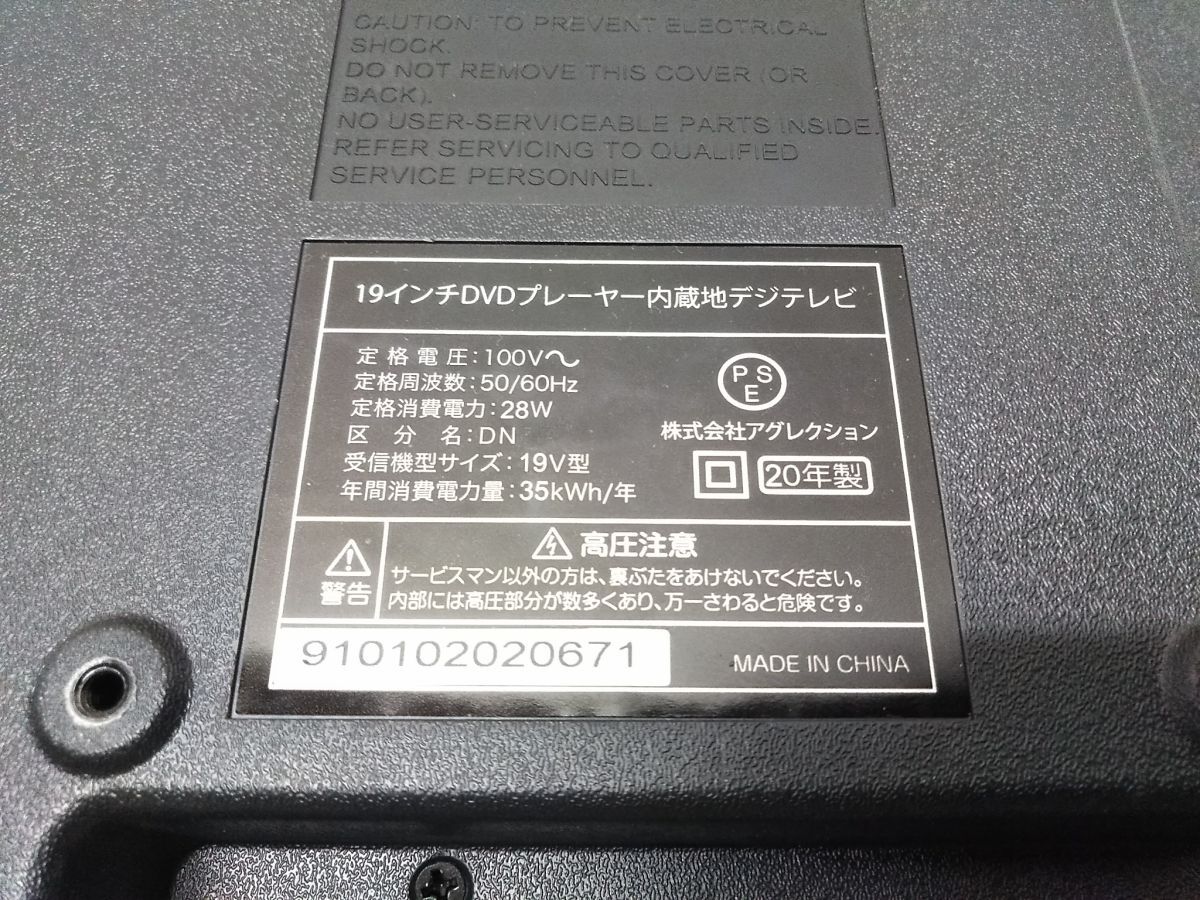 CAUTION: TO PREVENT ELECTRICAL
SHOCK.
DO NOT REMOVE THIS COVER (OR
BACK).
NO USER-SERVICEABLE PARTS INSIDE.
REFER SERVICING TO QUALIFIED
SERVICE PERSONNEL.
19インチDVDプレーヤー内蔵地デジテレビ
定格電圧:100V〜
定格周波数:50/60Hz
定格消費電力:28W
区分名:DN
受信機型サイズ:19V型
年間消費電力量:35kWh/年
PSE
株式会社アグレクション
20年製
警告
高圧注意
サービスマン以外の方は、裏ぶたをあけないでください。
内部には高圧部分が数多くあり、万一さわると危険です。
910102020671
MADE IN CHINA